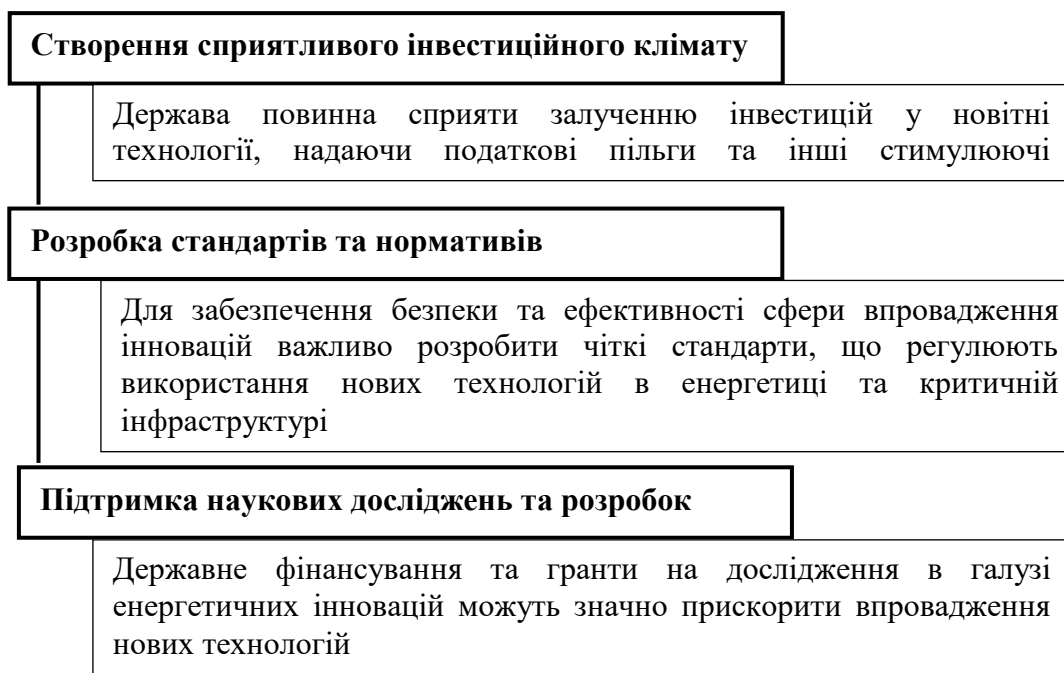 Створення сприятливого інвестиційного клімату
Держава повинна сприяти залученню інвестицій у новітні
технології, надаючи податкові пільги та інші стимулюючі
Розробка стандартів та нормативів
Для забезпечення безпеки та ефективності сфери впровадження
інновацій важливо розробити чіткі стандарти, що регулюють
використання нових технологій в енергетиці та критичній
інфраструктурі
Підтримка наукових досліджень та розробок
Державне фінансування та гранти на дослідження в галузі
енергетичних інновацій можуть значно прискорити впровадження
нових технологій